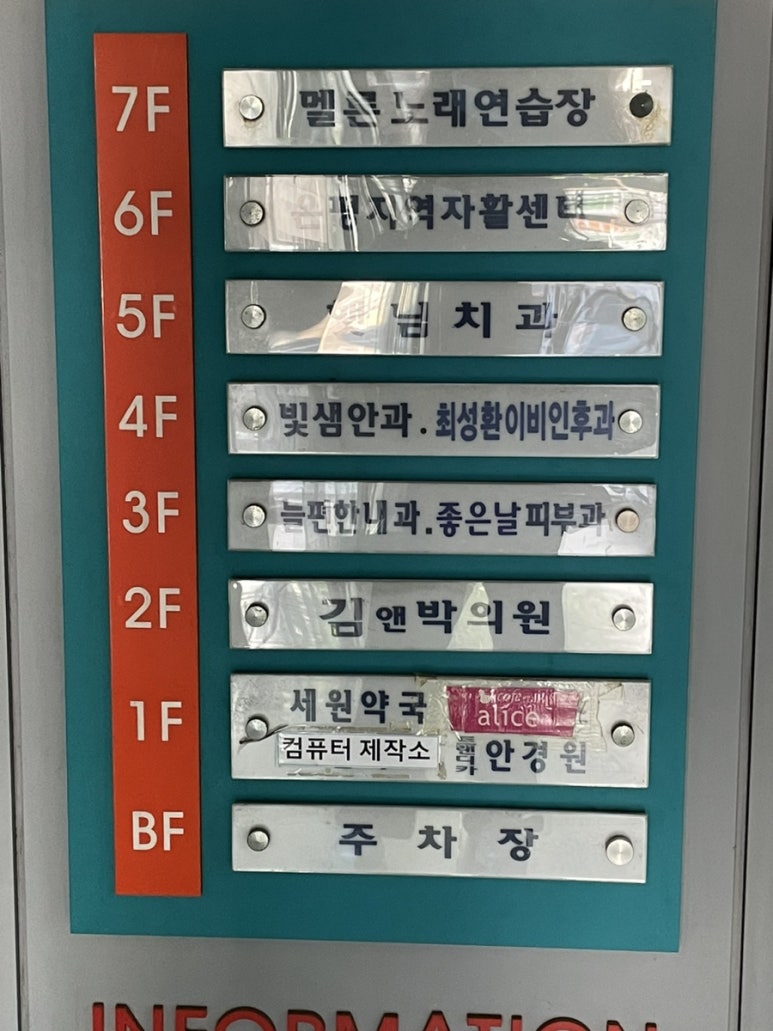 7F 멜론노래연습장
6F 은평지역자활센터
5F 치과
4F 빛샘안과.최성환이비인후과
3F 늘편한내과.좋은날피부과
2F 김앤박의원
1F 세원약국 alice
컴퓨터 제작소 안경원
BF 주차장
INFORMATION